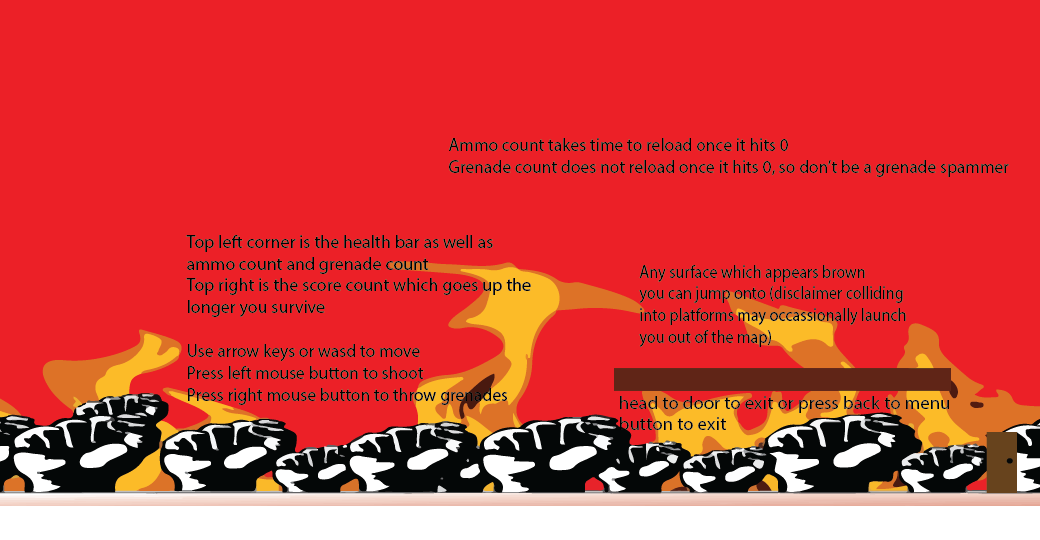 Ammo count takes time to reload once it hits 0
Grenade count does not reload once it hits 0, so don't be a grenade spammer
Top left corner is the health bar as well as
ammo count and grenade count
Top right is the score count which goes up the
longer you survive
Use arrow keys or wasd to move
Press left mouse button to shoot
Press right mouse button to throw grenades
Any surface which appears brown
you can jump onto (disclaimer colliding
into platforms may occassionally launch
you out of the map)
head to door to exit or press back to menu
button to exit